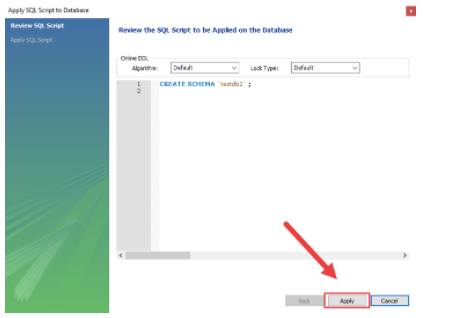 Apply SQL Script to Database
Review SQL Script
Apply SQL Script
Review the SQL Script to be Applied on the Database
Online DDL
Algorithm: Default Lock Type: Default
1 CREATE SCHEMA `testdb2` ;
2
Back Apply Cancel